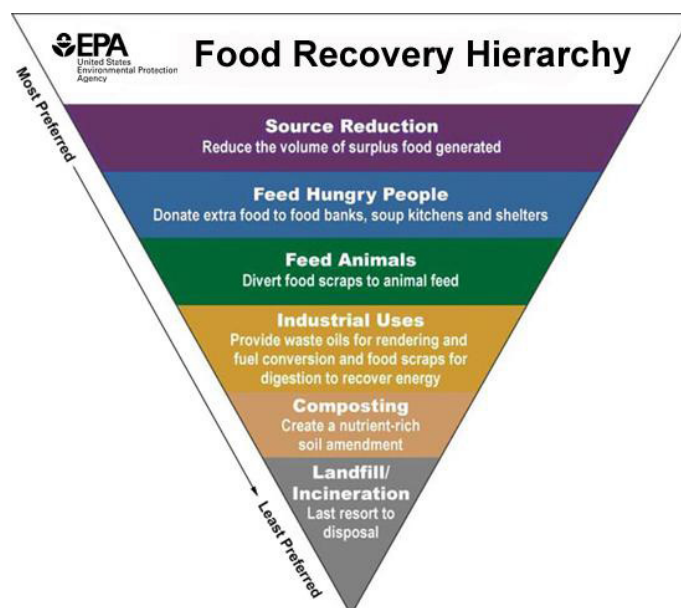 EPA
United States
Environmental Protection
Agency
Food Recovery Hierarchy
Most Preferred
Source Reduction
Reduce the volume of surplus food generated
Feed Hungry People
Donate extra food to food banks, soup kitchens and shelters
Feed Animals
Divert food scraps to animal feed
Industrial Uses
Provide waste oils for rendering and
fuel conversion and food scraps for
digestion to recover energy
Composting
Create a nutrient-rich
soil amendment
Landfill/
Incineration
Last resort to
disposal
Least Preferred